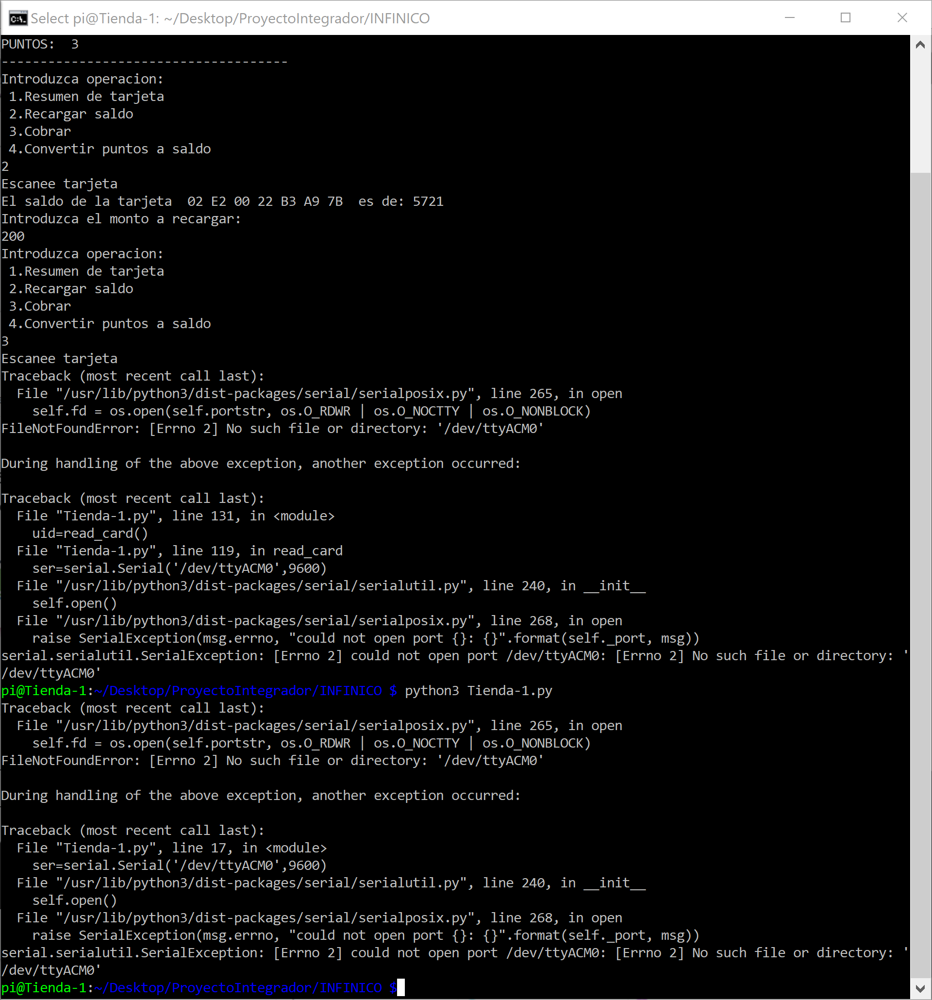 Select pi@Tienda-1: ~/Desktop/ProyectoIntegrador/INFINICO
PUNTOS:  3
-------------------------------------
Introduzca operacion:
 1.Resumen de tarjeta
 2.Recargar saldo
 3.Cobrar
 4.Convertir puntos a saldo
2
Escanee tarjeta
El saldo de la tarjeta  02 E2 00 22 B3 A9 7B  es de: 5721
Introduzca el monto a recargar:
200
Introduzca operacion:
 1.Resumen de tarjeta
 2.Recargar saldo
 3.Cobrar
 4.Convertir puntos a saldo
3
Escanee tarjeta
Traceback (most recent call last):
  File "/usr/lib/python3/dist-packages/serial/serialposix.py", line 265, in open
    self.fd = os.open(self.portstr, os.O_RDWR | os.O_NOCTTY | os.O_NONBLOCK)
FileNotFoundError: [Errno 2] No such file or directory: '/dev/ttyACM0'

During handling of the above exception, another exception occurred:

Traceback (most recent call last):
  File "Tienda-1.py", line 131, in <module>
    uid=read_card()
  File "Tienda-1.py", line 119, in read_card
    ser=serial.Serial('/dev/ttyACM0',9600)
  File "/usr/lib/python3/dist-packages/serial/serialutil.py", line 240, in __init__
    self.open()
  File "/usr/lib/python3/dist-packages/serial/serialposix.py", line 268, in open
    raise SerialException(msg.errno, "could not open port {}: {}".format(self._port, msg))
serial.serialutil.SerialException: [Errno 2] could not open port /dev/ttyACM0: [Errno 2] No such file or directory: '
/dev/ttyACM0'
pi@Tienda-1:~/Desktop/ProyectoIntegrador/INFINICO $ python3 Tienda-1.py
Traceback (most recent call last):
  File "/usr/lib/python3/dist-packages/serial/serialposix.py", line 265, in open
    self.fd = os.open(self.portstr, os.O_RDWR | os.O_NOCTTY | os.O_NONBLOCK)
FileNotFoundError: [Errno 2] No such file or directory: '/dev/ttyACM0'

During handling of the above exception, another exception occurred:

Traceback (most recent call last):
  File "Tienda-1.py", line 17, in <module>
    ser=serial.Serial('/dev/ttyACM0',9600)
  File "/usr/lib/python3/dist-packages/serial/serialutil.py", line 240, in __init__
    self.open()
  File "/usr/lib/python3/dist-packages/serial/serialposix.py", line 268, in open
    raise SerialException(msg.errno, "could not open port {}: {}".format(self._port, msg))
serial.serialutil.SerialException: [Errno 2] could not open port /dev/ttyACM0: [Errno 2] No such file or directory: '
/dev/ttyACM0'
pi@Tienda-1:~/Desktop/ProyectoIntegrador/INFINICO $